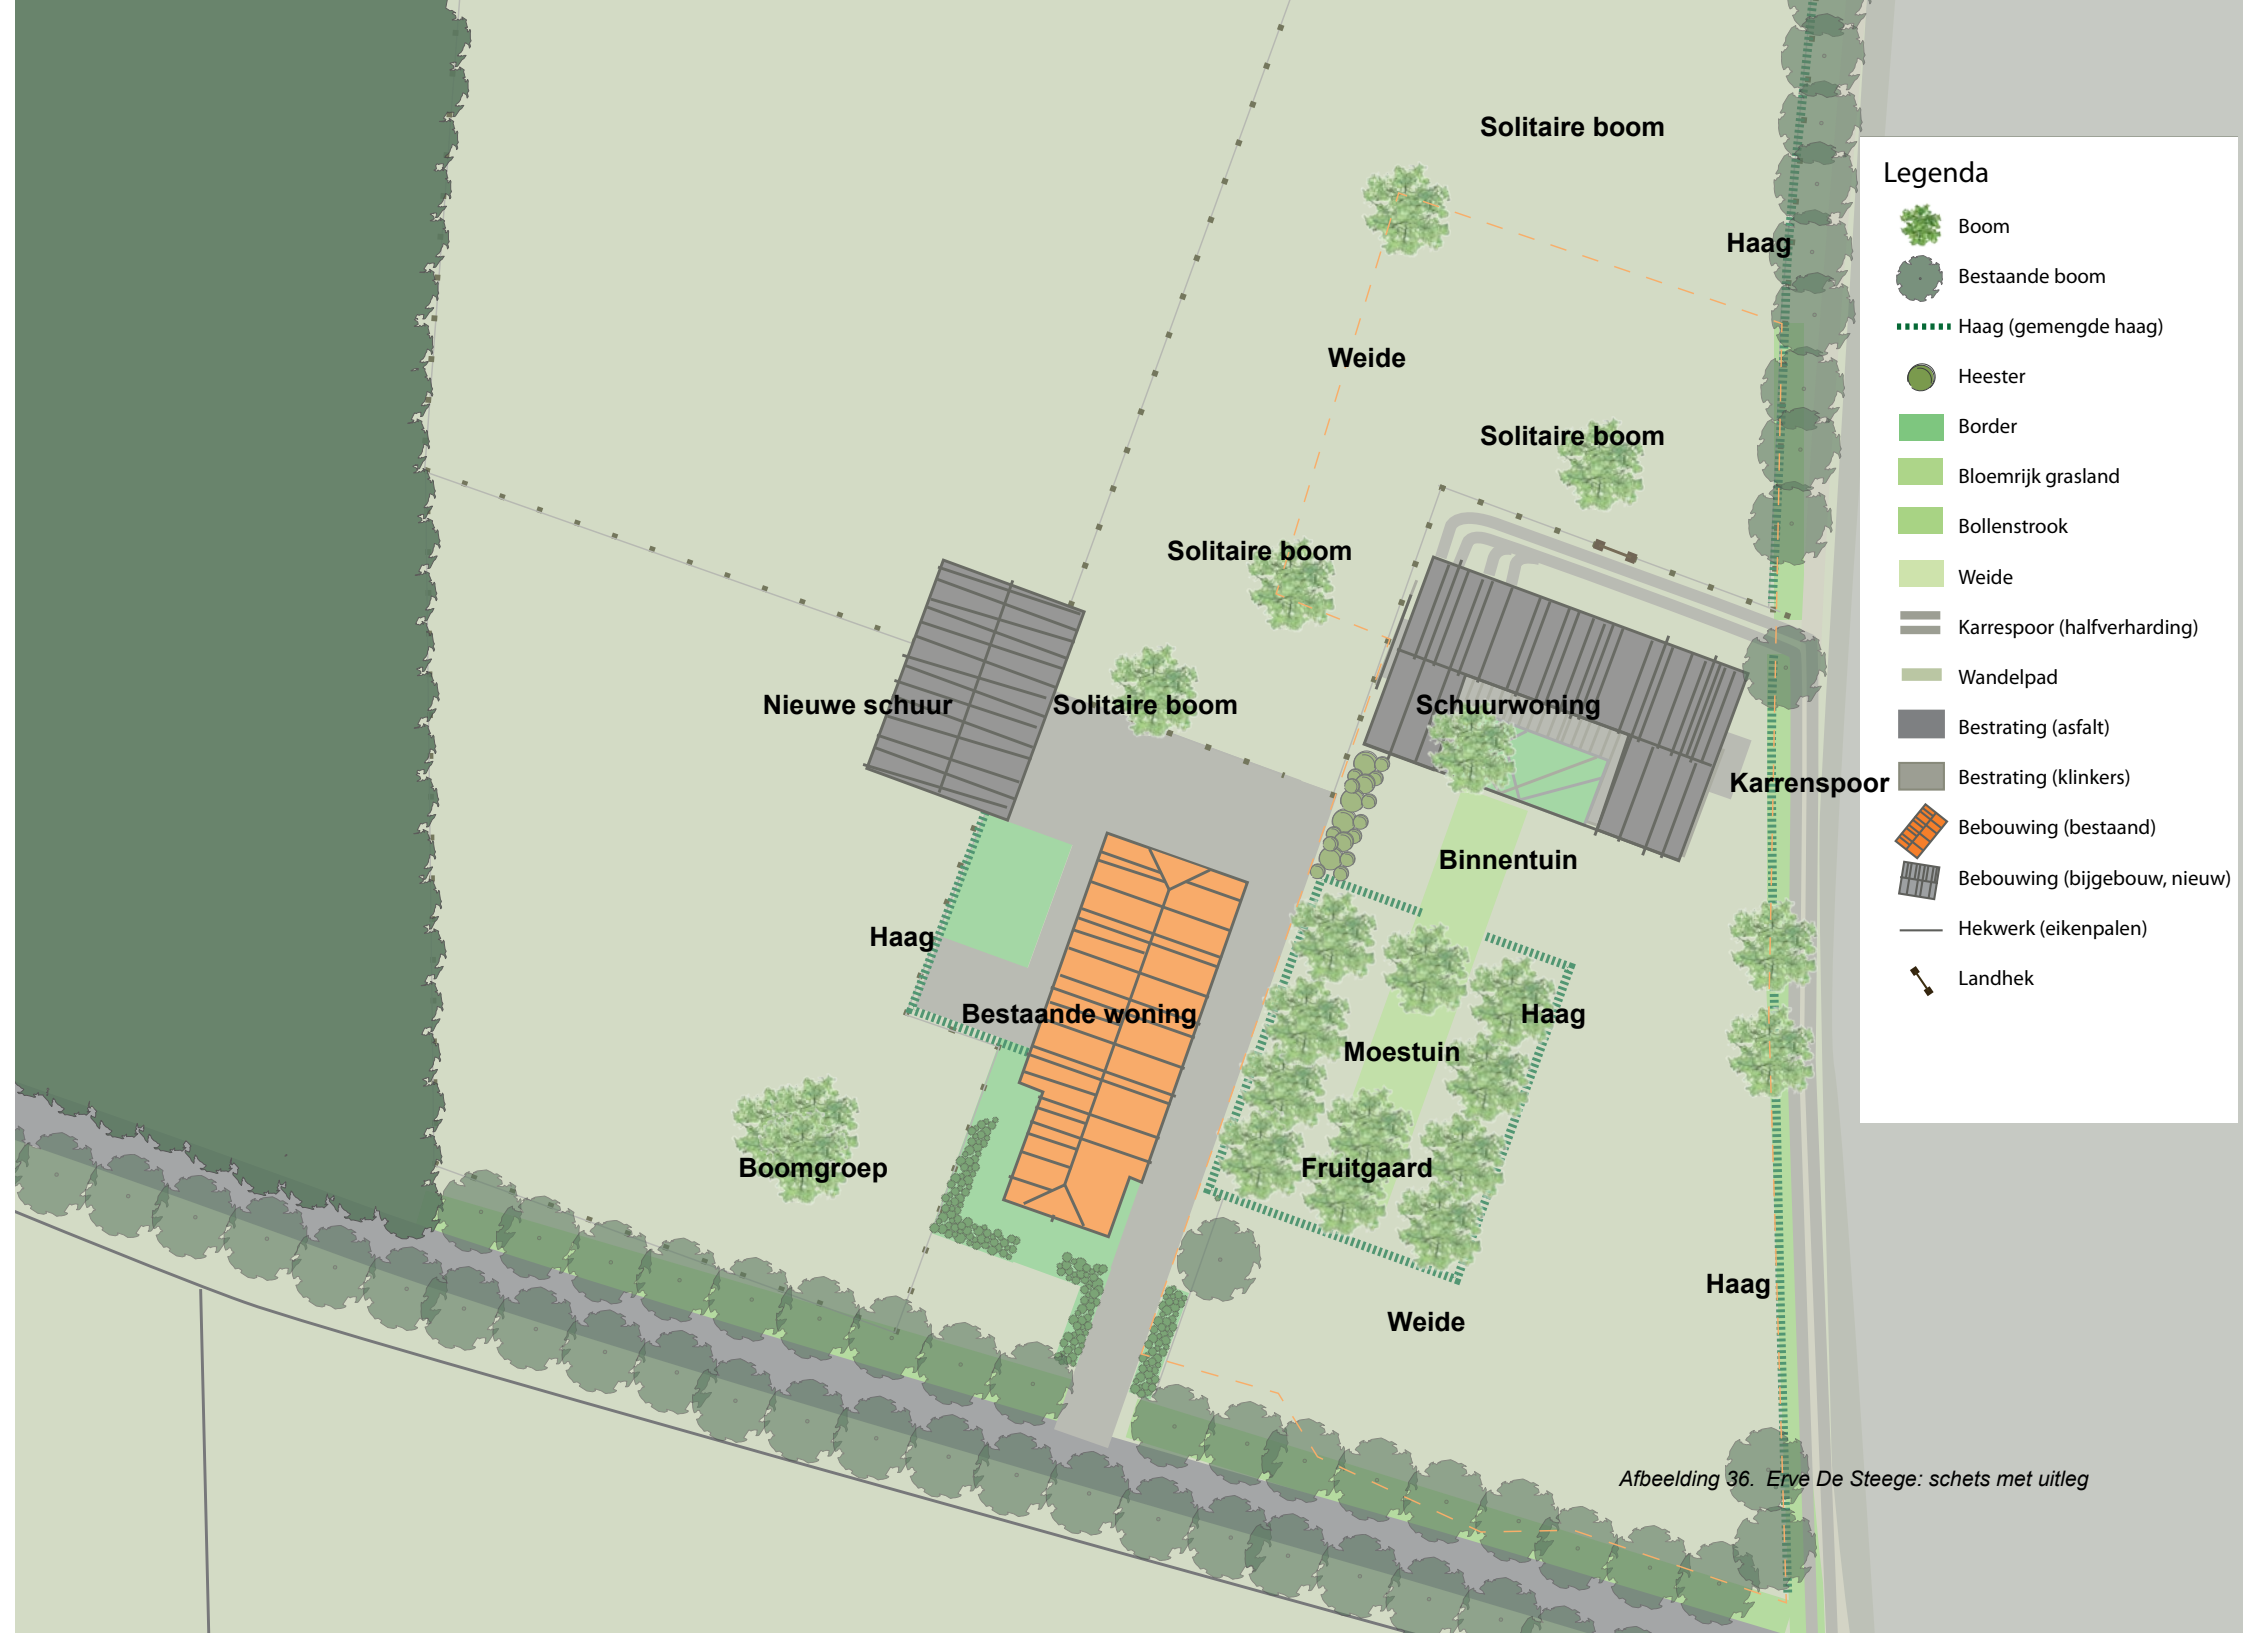 Solitaire boom
Haag
Weide
Solitaire boom
Solitaire boom
Nieuwe schuur
Solitaire boom
Schuurwoning
Karrenspoor
Binnentuin
Haag
Bestaande woning
Haag
Moestuin
Boomgroep
Fruitgaard
Haag
Weide
Afbeelding 36. Erve De Steege: schets met uitleg
Legenda
Boom
Bestaande boom
Haag (gemengde haag)
Heester
Border
Bloemrijk grasland
Bollenstrook
Weide
Karrespoor (halfverharding)
Wandelpad
Bestrating (asfalt)
Bestrating (klinkers)
Bebouwing (bestaand)
Bebouwing (bijgebouw, nieuw)
Hekwerk (eikenpalen)
Landhek